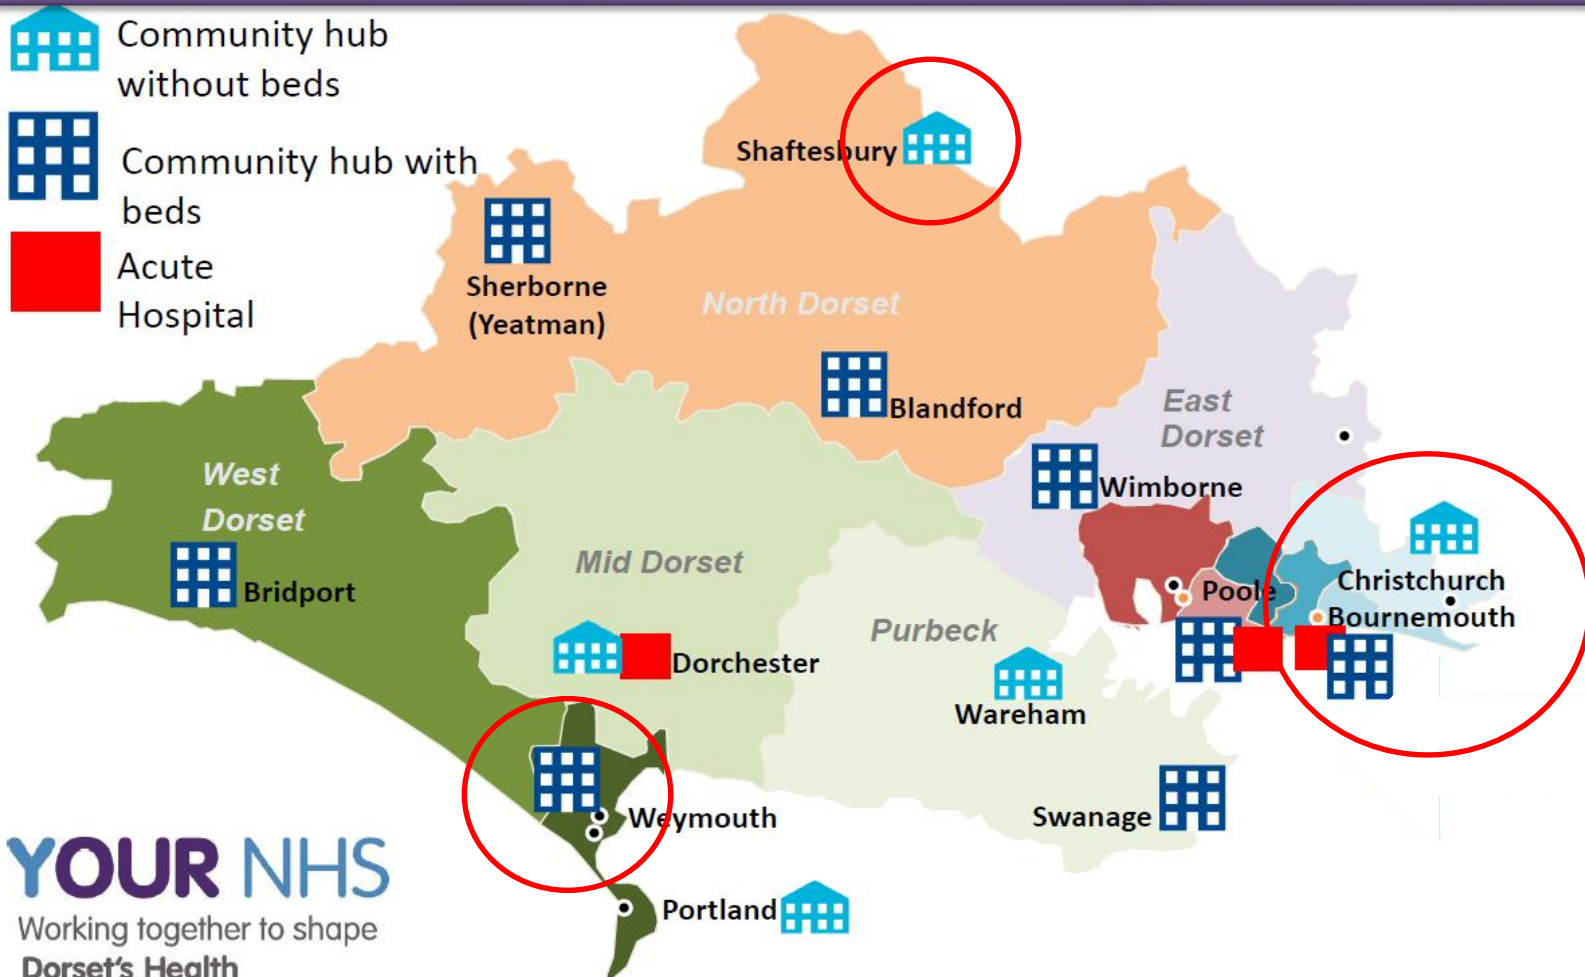 Community hub
without beds
Community hub with
beds
Acute
Hospital
Shaftesbury
Sherborne
(Yeatman)
North Dorset
Blandford
East
Dorset
West
Dorset
Wimborne
Mid Dorset
Bridport
Poole
Christchurch
Bournemouth
Purbeck
Dorchester
Wareham
Swanage
Weymouth
Portland
YOUR NHS
Working together to shape
Dorset's Health